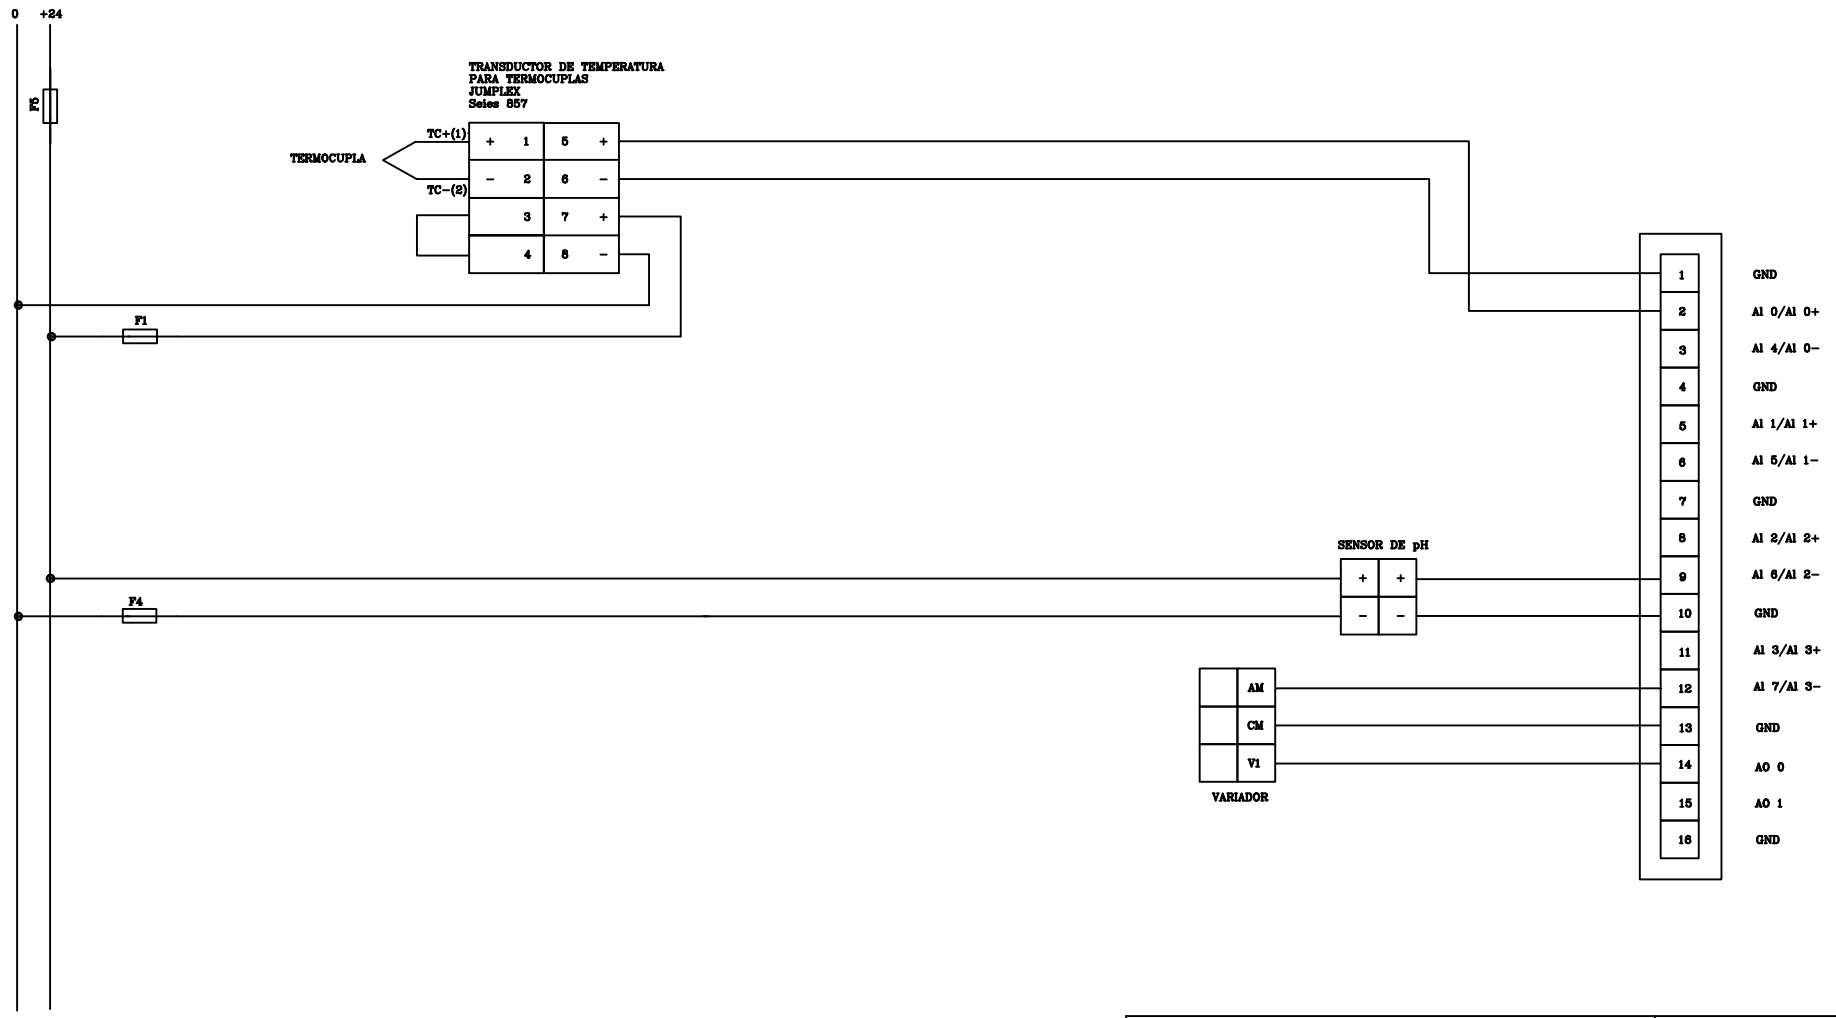 0 +24
F5
TRANSDUCTOR DE TEMPERATURA
PARA TERMOCUPLAS
JUMPLEX
Seies 857
TERMOCUPLA
TC+(1)
TC-(2)
+ 1 5 +
- 2 6 -
3 7 +
4 8 -
F1
F4
SENSOR DE pH
+ +
- -
AM
CM
V1
VARIADOR
1 GND
2 AI 0/AI 0+
3 AI 4/AI 0-
4 GND
5 AI 1/AI 1+
6 AI 5/AI 1-
7 GND
8 AI 2/AI 2+
9 AI 6/AI 2-
10 GND
11 AI 3/AI 3+
12 AI 7/AI 3-
13 GND
14 AO 0
15 AO 1
16 GND